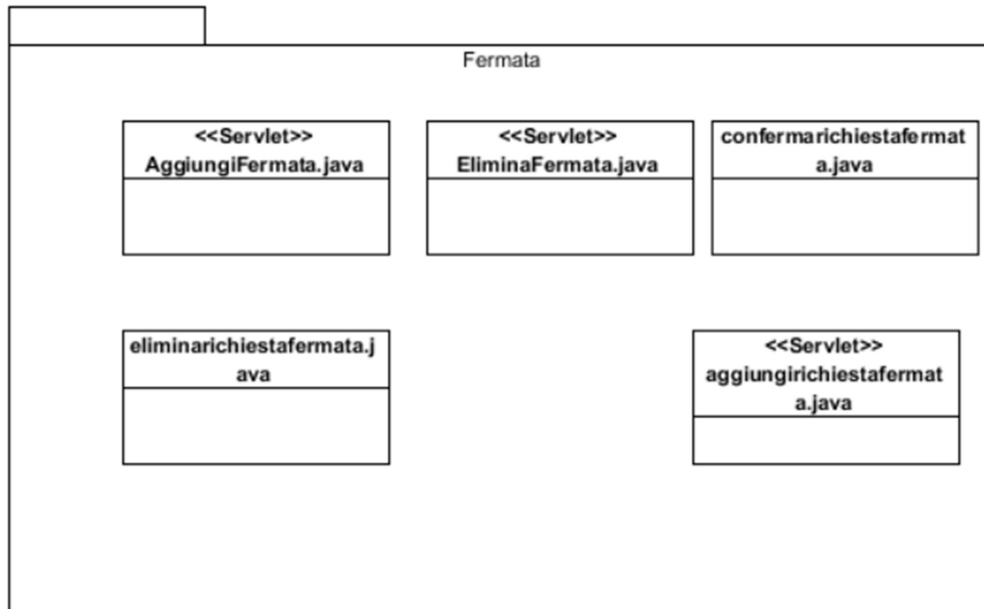 Fermata
<<Servlet>>
AggiungiFermata.java
<<Servlet>>
EliminaFermata.java
confermarichiestafermat
a.java
eliminarichiestafermata.j
ava
<<Servlet>>
aggiungirichiestafermat
a.java